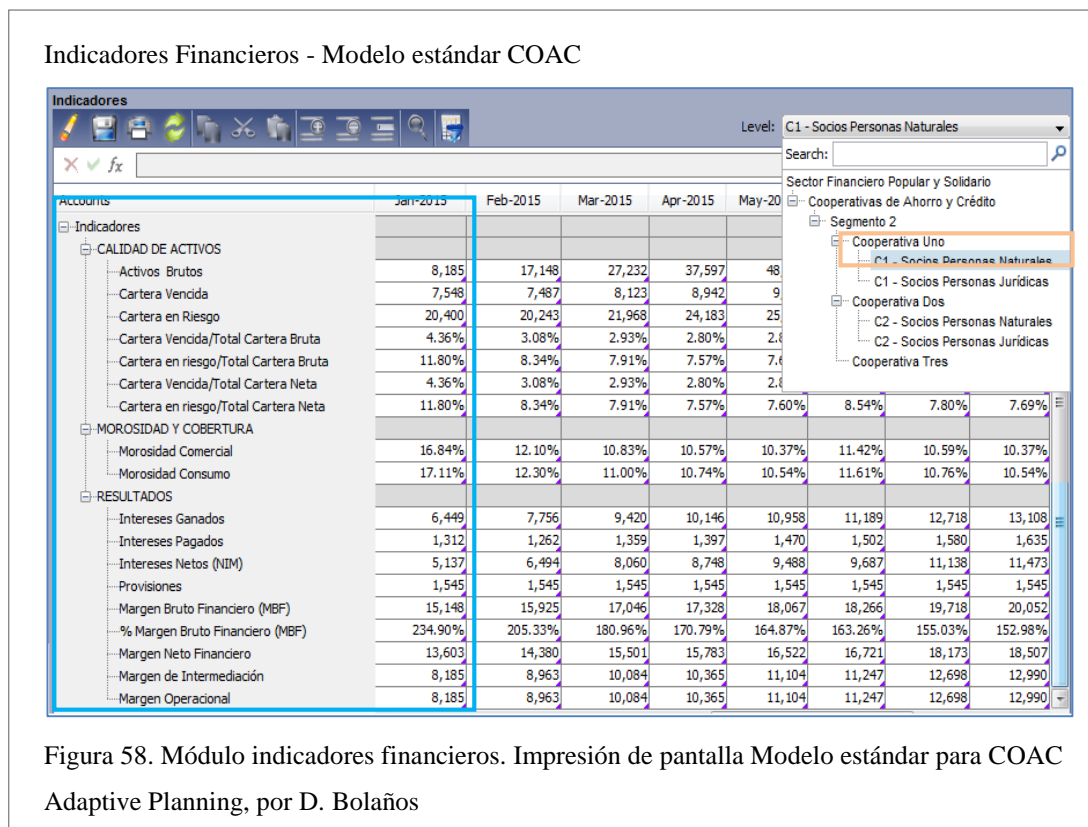 Indicadores Financieros - Modelo estándar COAC
Indicadores
Level: C1 - Socios Personas Naturales
Search:
fx
Accounts Jan-2015 Feb-2015 Mar-2015 Apr-2015 May-20
Sector Financiero Popular y Solidario
Cooperativas de Ahorro y Crédito
Segmento 2
Cooperativa Uno
C1 - Socios Personas Naturales
C1 - Socios Personas Jurídicas
Cooperativa Dos
C2 - Socios Personas Naturales
C2 - Socios Personas Jurídicas
Cooperativa Tres
Indicadores
CALIDAD DE ACTIVOS
Activos Brutos 8,185 17,148 27,232 37,597 48,
Cartera Vencida 7,548 7,487 8,123 8,942 9,
Cartera en Riesgo 20,400 20,243 21,968 24,183 25,
Cartera Vencida/Total Cartera Bruta 4.36% 3.08% 2.93% 2.80% 2.8
Cartera en riesgo/Total Cartera Bruta 11.80% 8.34% 7.91% 7.57% 7.6
Cartera Vencida/Total Cartera Neta 4.36% 3.08% 2.93% 2.80% 2.8
Cartera en riesgo/Total Cartera Neta 11.80% 8.34% 7.91% 7.57% 7.60% 8.54% 7.80% 7.69%
MOROSIDAD Y COBERTURA
Morosidad Comercial 16.84% 12.10% 10.83% 10.57% 10.37% 11.42% 10.59% 10.37%
Morosidad Consumo 17.11% 12.30% 11.00% 10.74% 10.54% 11.61% 10.76% 10.54%
RESULTADOS
Intereses Ganados 6,449 7,756 9,420 10,146 10,958 11,189 12,718 13,108
Intereses Pagados 1,312 1,262 1,359 1,397 1,470 1,502 1,580 1,635
Intereses Netos (NIM) 5,137 6,494 8,060 8,748 9,488 9,687 11,138 11,473
Provisiones 1,545 1,545 1,545 1,545 1,545 1,545 1,545 1,545
Margen Bruto Financiero (MBF) 15,148 15,925 17,046 17,328 18,067 18,266 19,718 20,052
% Margen Bruto Financiero (MBF) 234.90% 205.33% 180.96% 170.79% 164.87% 163.26% 155.03% 152.98%
Margen Neto Financiero 13,603 14,380 15,501 15,783 16,522 16,721 18,173 18,507
Margen de Intermediación 8,185 8,963 10,084 10,365 11,104 11,247 12,698 12,990
Margen Operacional 8,185 8,963 10,084 10,365 11,104 11,247 12,698 12,990
Figura 58. Módulo indicadores financieros. Impresión de pantalla Modelo estándar para COAC
Adaptive Planning, por D. Bolaños